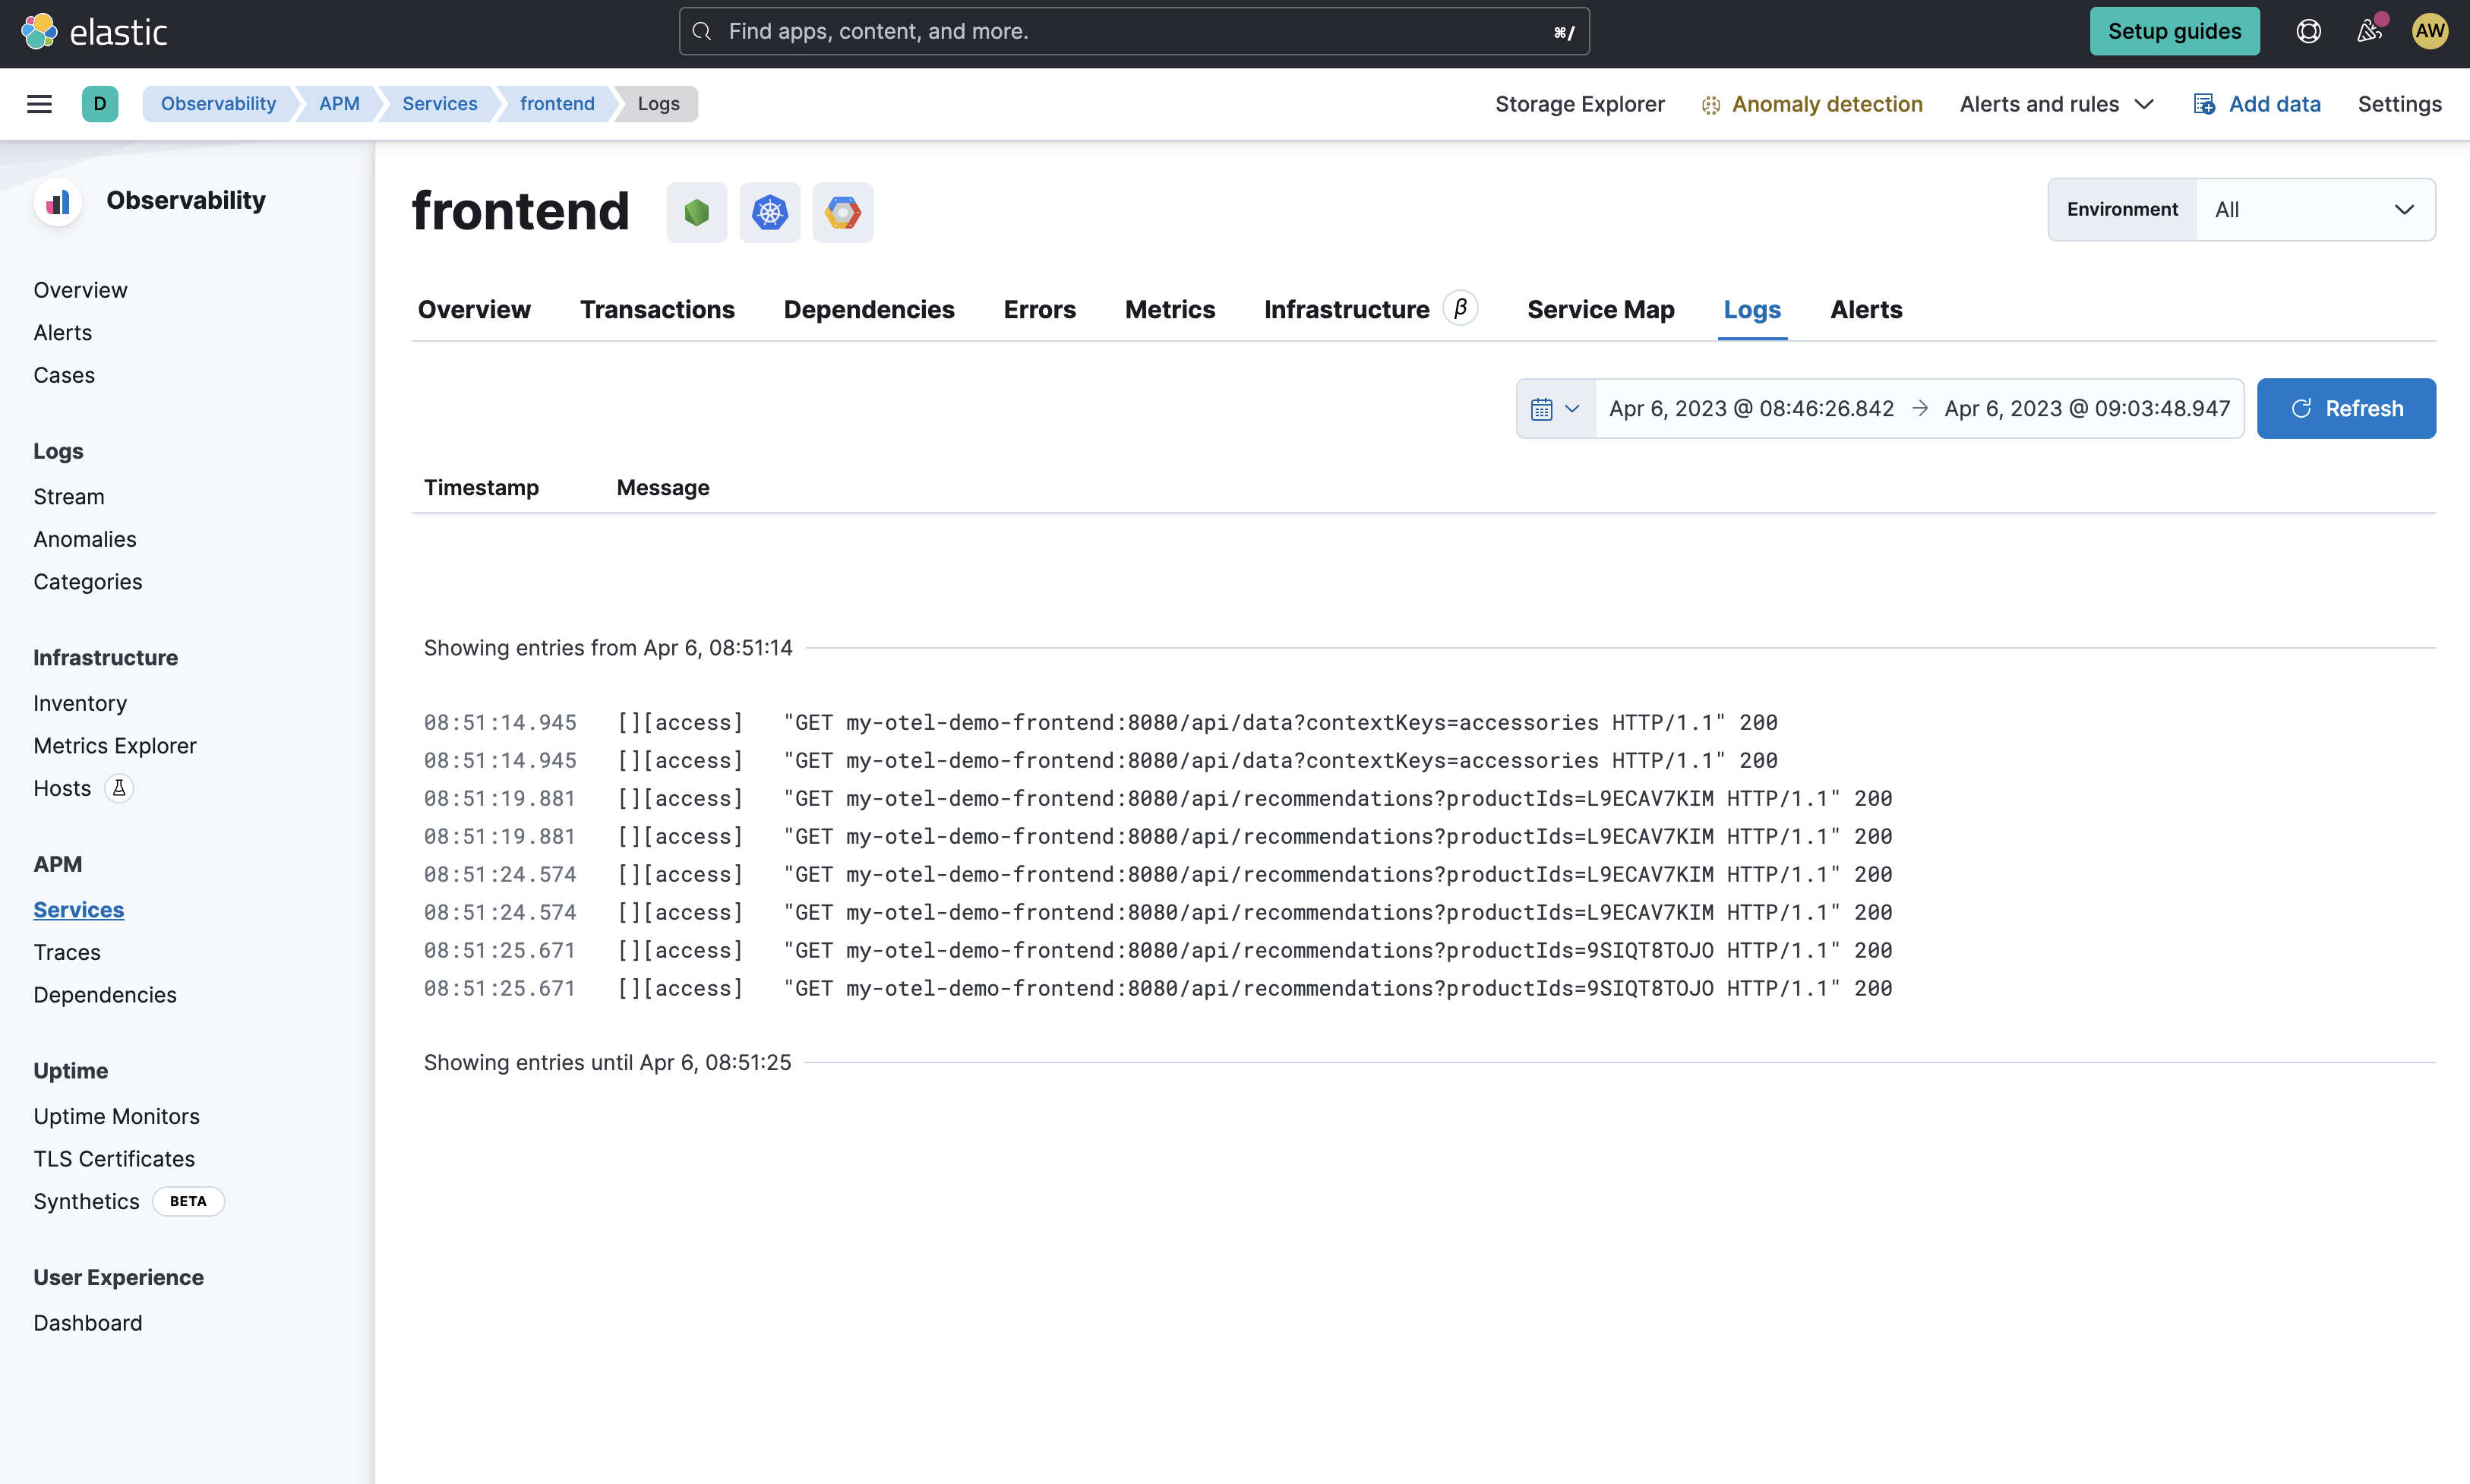 elastic
Find apps, content, and more. ⌘/
Setup guides
AW
D
Observability APM Services frontend Logs
Storage Explorer Anomaly detection Alerts and rules Add data Settings
Observability
Overview
Alerts
Cases
Logs
Stream
Anomalies
Categories
Infrastructure
Inventory
Metrics Explorer
Hosts
APM
Services
Traces
Dependencies
Uptime
Uptime Monitors
TLS Certificates
Synthetics BETA
User Experience
Dashboard
frontend
Environment All
Overview Transactions Dependencies Errors Metrics Infrastructure β Service Map Logs Alerts
Apr 6, 2023 @ 08:46:26.842 → Apr 6, 2023 @ 09:03:48.947 Refresh
Timestamp Message
Showing entries from Apr 6, 08:51:14
08:51:14.945 [][access] "GET my-otel-demo-frontend:8080/api/data?contextKeys=accessories HTTP/1.1" 200
08:51:14.945 [][access] "GET my-otel-demo-frontend:8080/api/data?contextKeys=accessories HTTP/1.1" 200
08:51:19.881 [][access] "GET my-otel-demo-frontend:8080/api/recommendations?productIds=L9ECAV7KIM HTTP/1.1" 200
08:51:19.881 [][access] "GET my-otel-demo-frontend:8080/api/recommendations?productIds=L9ECAV7KIM HTTP/1.1" 200
08:51:24.574 [][access] "GET my-otel-demo-frontend:8080/api/recommendations?productIds=L9ECAV7KIM HTTP/1.1" 200
08:51:24.574 [][access] "GET my-otel-demo-frontend:8080/api/recommendations?productIds=L9ECAV7KIM HTTP/1.1" 200
08:51:25.671 [][access] "GET my-otel-demo-frontend:8080/api/recommendations?productIds=9SIQT8TOJO HTTP/1.1" 200
08:51:25.671 [][access] "GET my-otel-demo-frontend:8080/api/recommendations?productIds=9SIQT8TOJO HTTP/1.1" 200
Showing entries until Apr 6, 08:51:25